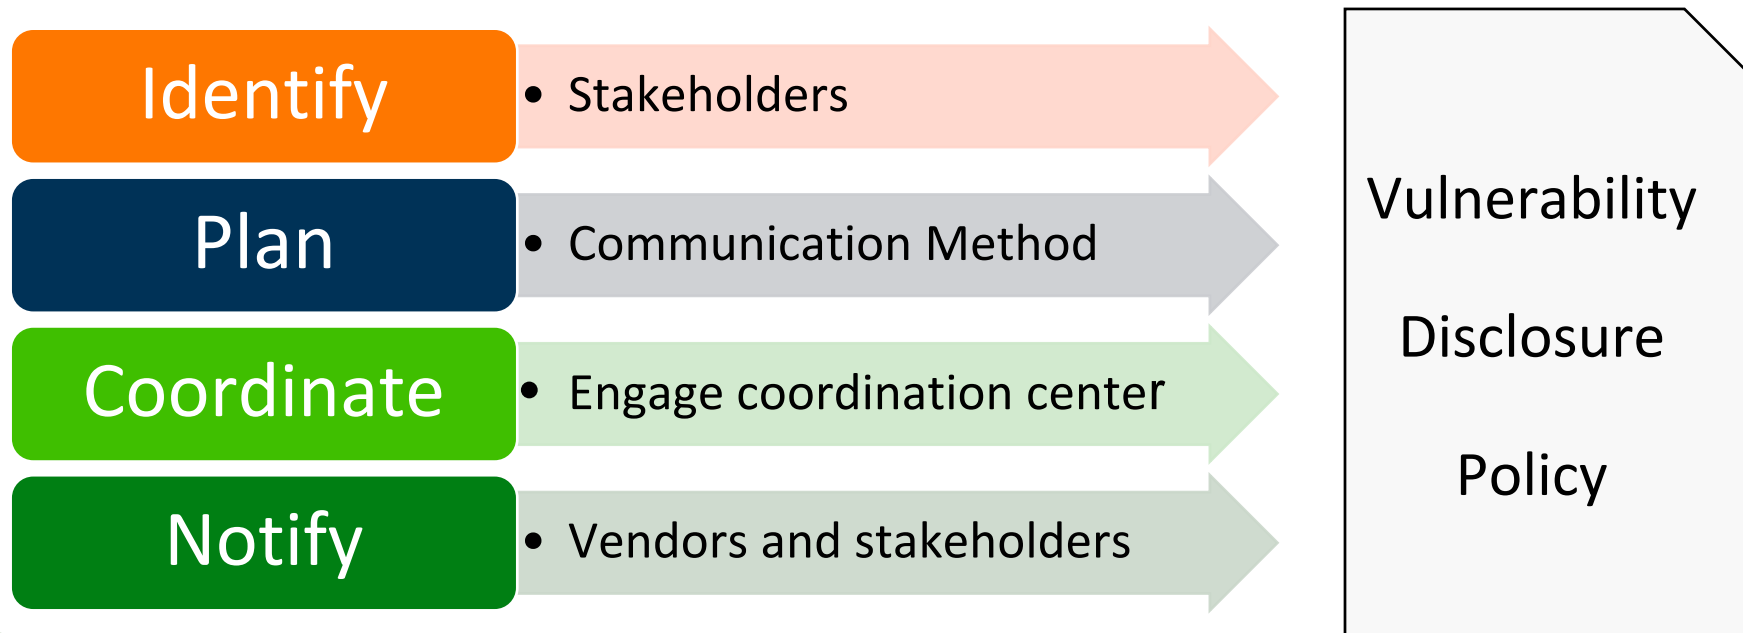 Identify
• Stakeholders
Plan
• Communication Method
Coordinate
• Engage coordination center
Notify
• Vendors and stakeholders
Vulnerability
Disclosure
Policy